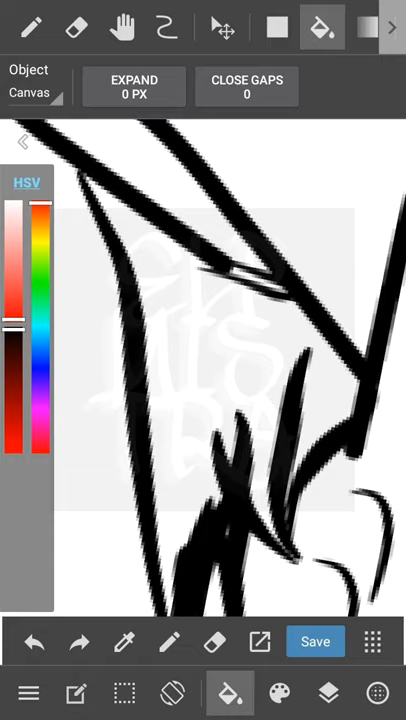 Object
Canvas
EXPAND
0 PX
CLOSE GAPS
0
HSV
Save